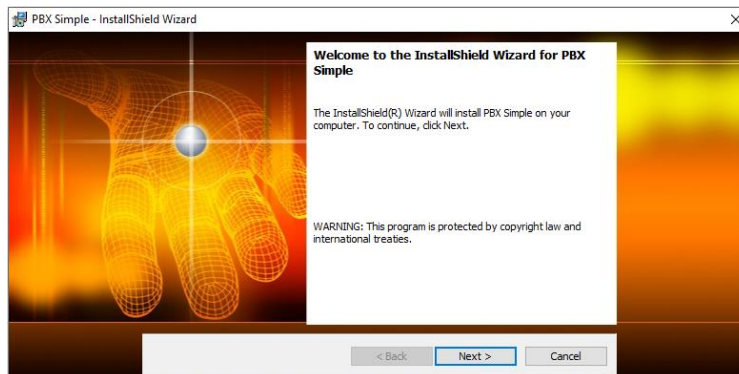 PBX Simple - InstallShield Wizard
Welcome to the InstallShield Wizard for PBX
Simple
The InstallShield(R) Wizard will install PBX Simple on your
computer. To continue, click Next.
WARNING: This program is protected by copyright law and
international treaties.
< Back Next > Cancel